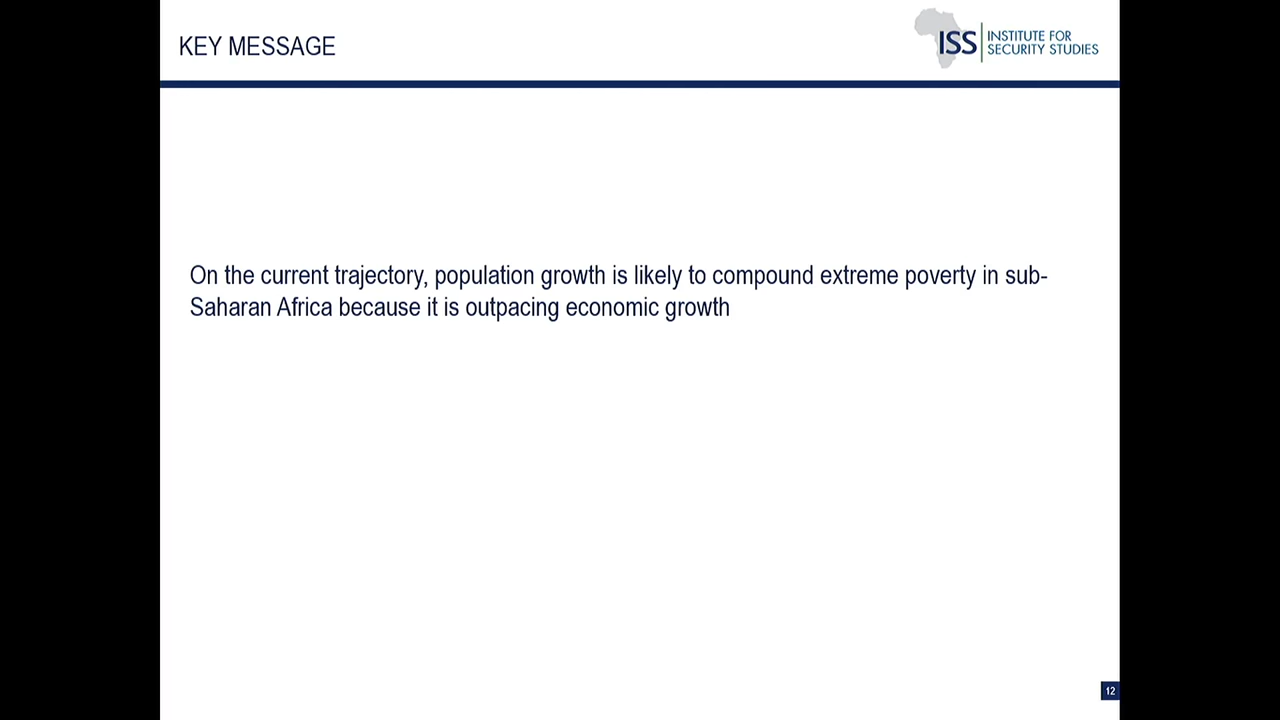 KEY MESSAGE
ISS
INSTITUTE FOR
SECURITY STUDIES
On the current trajectory, population growth is likely to compound extreme poverty in sub-
Saharan Africa because it is outpacing economic growth
12